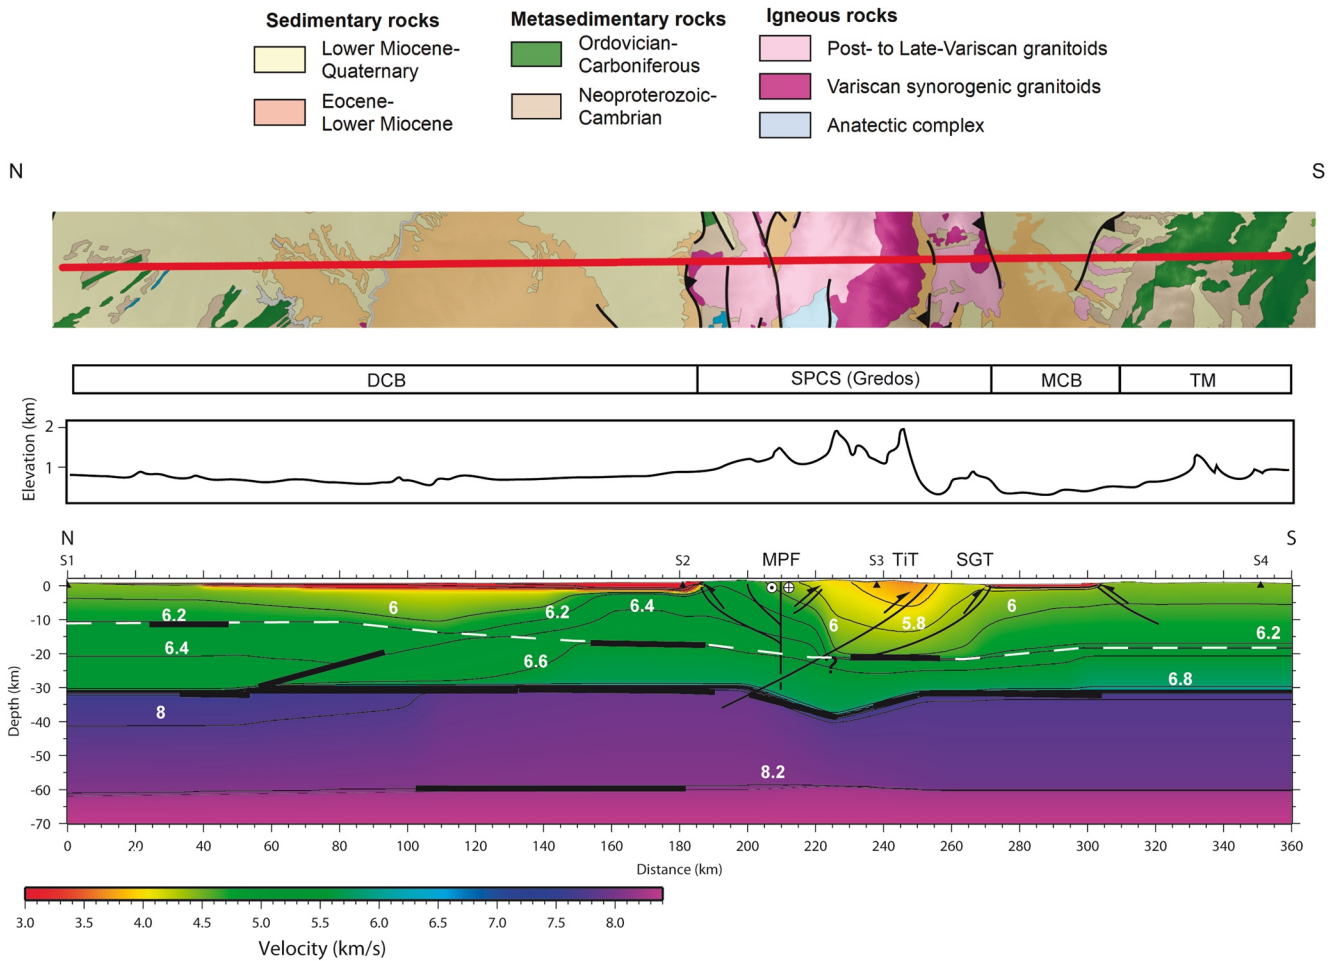 Sedimentary rocks
Lower Miocene-
Quaternary
Eocene-
Lower Miocene
Metasedimentary rocks
Ordovician-
Carboniferous
Neoproterozoic-
Cambrian
Igneous rocks
Post- to Late-Variscan granitoids
Variscan synorogenic granitoids
Anatectic complex
N S
DCB SPCS (Gredos) MCB TM
Elevation (km)
2
1
N S
S1 S2 MPF S3 TiT SGT S4
Depth (km)
0
-10
-20
-30
-40
-50
-60
-70
6.2 6 6.2 6.4 6 5.8 6 6.2
6.4 6.6 ? 6.8
8
8.2
0 20 40 60 80 100 120 140 160 180 200 220 240 260 280 300 320 340 360
Distance (km)
3.0 3.5 4.0 4.5 5.0 5.5 6.0 6.5 7.0 7.5 8.0
Velocity (km/s)